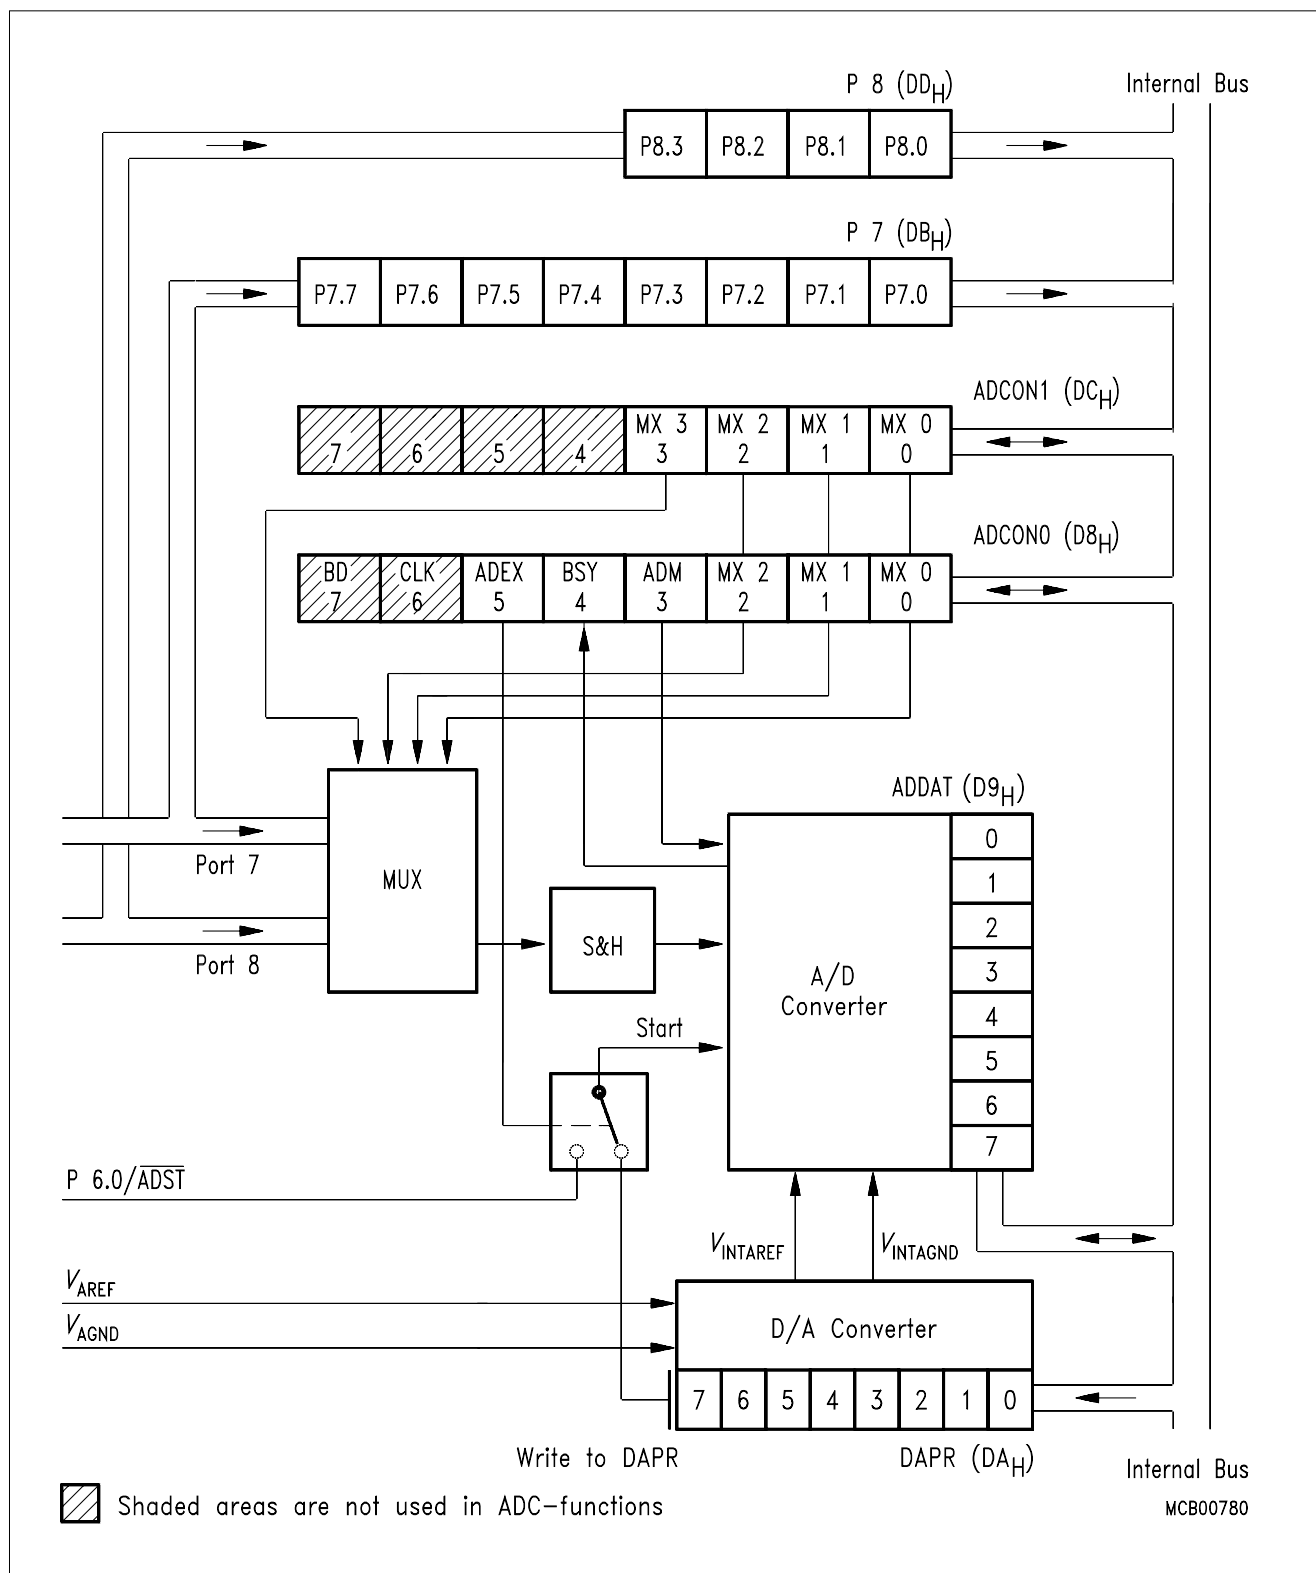 P 8 (DDH)
Internal Bus
P8.3 P8.2 P8.1 P8.0
P 7 (DBH)
P7.7 P7.6 P7.5 P7.4 P7.3 P7.2 P7.1 P7.0
ADCON1 (DCH)
MX 3 MX 2 MX 1 MX 0
7 6 5 4 3 2 1 0
ADCON0 (D8H)
BD CLK ADEX BSY ADM MX 2 MX 1 MX 0
7 6 5 4 3 2 1 0
ADDAT (D9H)
0
1
2
3
4
5
6
7
Port 7
MUX
Port 8
S&H
A/D
Converter
Start
P 6.0/ADST
VINTAREF
VINTAGND
VAREF
VAGND
D/A Converter
7 6 5 4 3 2 1 0
Write to DAPR
DAPR (DAH)
Internal Bus
Shaded areas are not used in ADC-functions
MCB00780